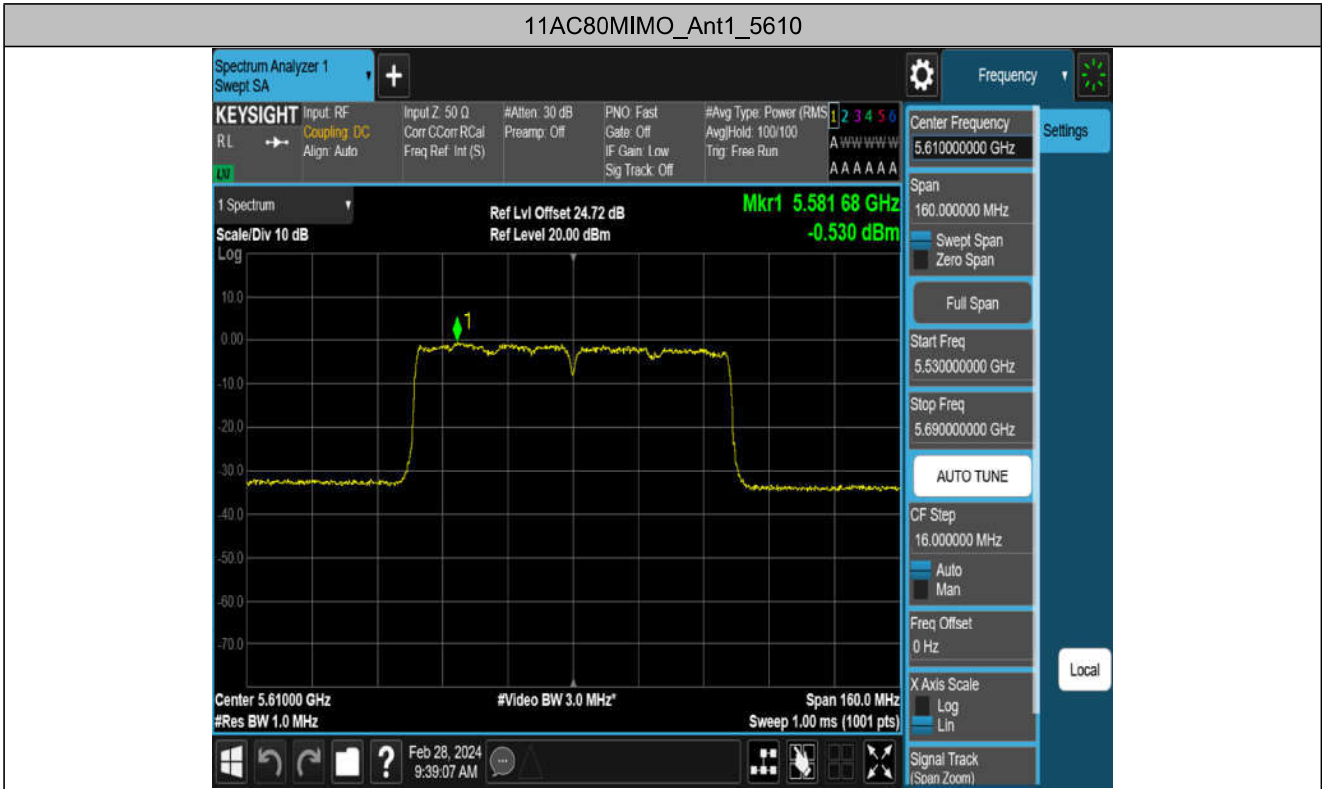 11AC80MIMO_Ant1_5610
Spectrum Analyzer 1
Swept SA
Frequency
KEYSIGHT
RL
LXI
Input: RF
Coupling: DC
Align: Auto
Input Z: 50 Ω
Corr CCorr RCal
Freq Ref: Int (S)
#Atten: 30 dB
Preamp: Off
PNO: Fast
Gate: Off
IF Gain: Low
Sig Track: Off
#Avg Type: Power (RMS
Avg|Hold: 100/100
Trig: Free Run
1 2 3 4 5 6
A W W W W W
A A A A A A
1 Spectrum
Scale/Div 10 dB
Log
Ref Lvl Offset 24.72 dB
Ref Level 20.00 dBm
Mkr1 5.581 68 GHz
-0.530 dBm
10.0
0.00
-10.0
-20.0
-30.0
-40.0
-50.0
-60.0
-70.0
1
Center 5.61000 GHz
#Res BW 1.0 MHz
#Video BW 3.0 MHz*
Span 160.0 MHz
Sweep 1.00 ms (1001 pts)
Center Frequency
5.610000000 GHz
Settings
Span
160.000000 MHz
Swept Span
Zero Span
Full Span
Start Freq
5.530000000 GHz
Stop Freq
5.690000000 GHz
AUTO TUNE
CF Step
16.000000 MHz
Auto
Man
Freq Offset
0 Hz
X Axis Scale
Log
Lin
Local
Signal Track
(Span Zoom)
Feb 28, 2024
9:39:07 AM